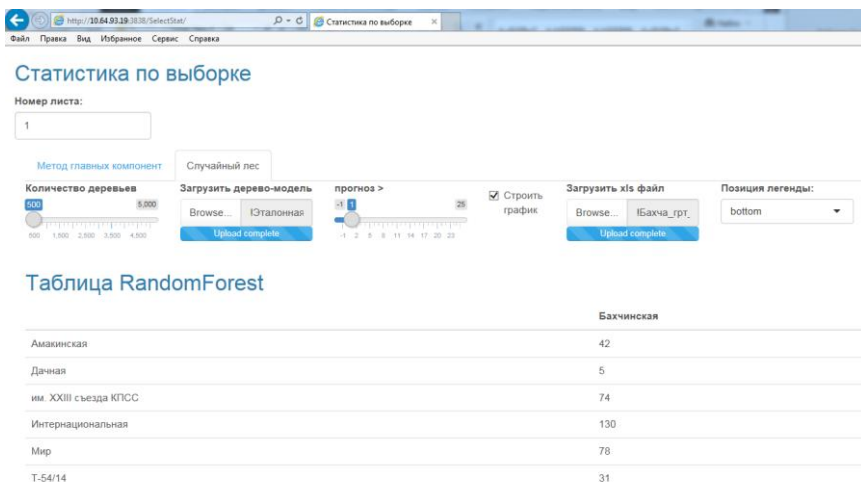 http://10.64.93.19:3838/SelectStat/
Статистика по выборке
Файл Правка Вид Избранное Сервис Справка
Статистика по выборке
Номер листа:
1
Метод главных компонент Случайный лес
Количество деревьев Загрузить дерево-модель прогноз > Строить график Загрузить xls файл Позиция легенды:
500 5,000 Browse... !Эталонная -1 1 25 Browse... !Бахча_грт_ bottom
Upload complete Upload complete
500 1,500 2,500 3,500 4,500 -1 2 5 8 11 14 17 20 23
Таблица RandomForest
Бахчинская
Амакинская 42
Дачная 5
им. XXIII съезда КПСС 74
Интернациональная 130
Мир 78
Т-54/14 31